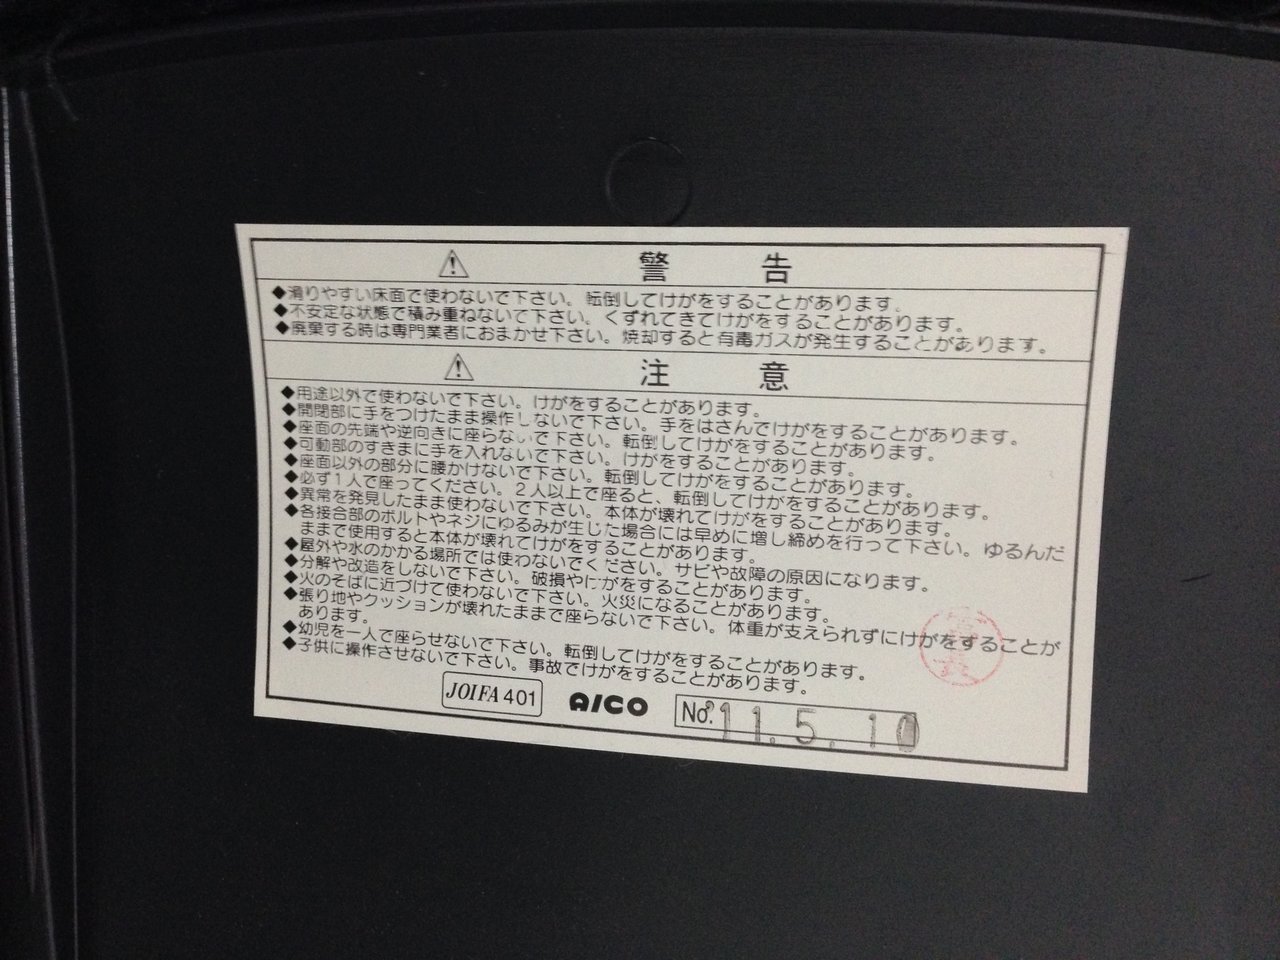 ⚠ 警告
◆滑りやすい床面で使わないで下さい。転倒してけがをすることがあります。
◆不安定な状態で積み重ねないで下さい。くずれてきてけがをすることがあります。
◆廃棄する時は専門業者におまかせ下さい。焼却すると有毒ガスが発生することがあります。
⚠ 注意
◆用途以外で使わないで下さい。けがをすることがあります。
◆開閉部に手をつけたまま操作しないで下さい。手をはさんでけがをすることがあります。
◆座面の先端や逆向きに座らないで下さい。転倒してけがをすることがあります。
◆可動部のすきまに手を入れないで下さい。けがをすることがあります。
◆座面以外の部分に腰かけないで下さい。転倒してけがをすることがあります。
◆必ず1人で座ってください。2人以上で座ると、転倒してけがをすることがあります。
◆異常を発見したまま使わないで下さい。本体が壊れてけがをすることがあります。
◆各接合部のボルトやネジにゆるみが生じた場合には早めに増し締めを行って下さい。ゆるんだ
ままで使用すると本体が壊れてけがをすることがあります。
◆屋外や水のかかる場所では使わないでください。サビや故障の原因になります。
◆分解や改造をしないで下さい。破損やけがをすることがあります。
◆火のそばに近づけて使わないで下さい。火災になることがあります。
◆張り地やクッションが壊れたままで座らないで下さい。体重が支えられずにけがをすることが
あります。
◆幼児を一人で座らせないで下さい。転倒してけがをすることがあります。
◆子供に操作させないで下さい。事故でけがをすることがあります。
JOIFA 401 AICO No. 11.5.10